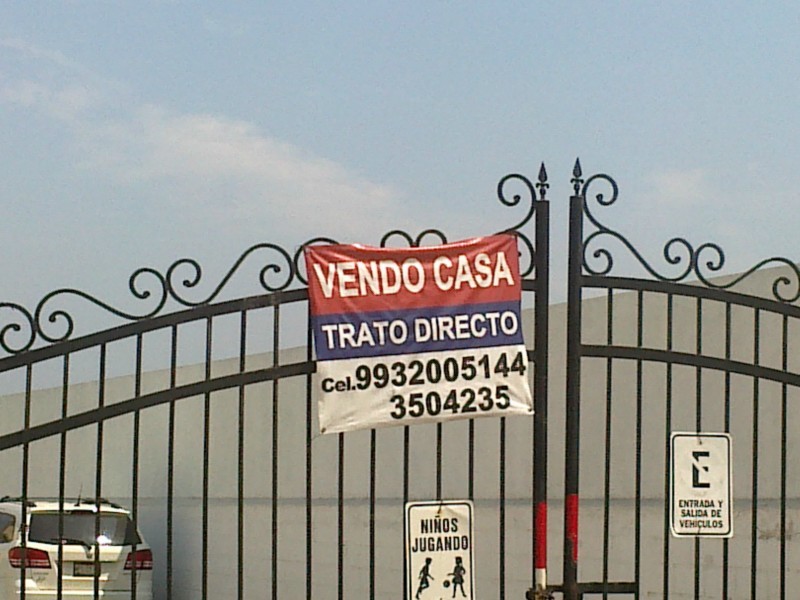 VENDO CASA
TRATO DIRECTO
Cel.9932005144
3504235
NIÑOS
JUGANDO
E
ENTRADA Y
SALIDA DE
VEHICULOS